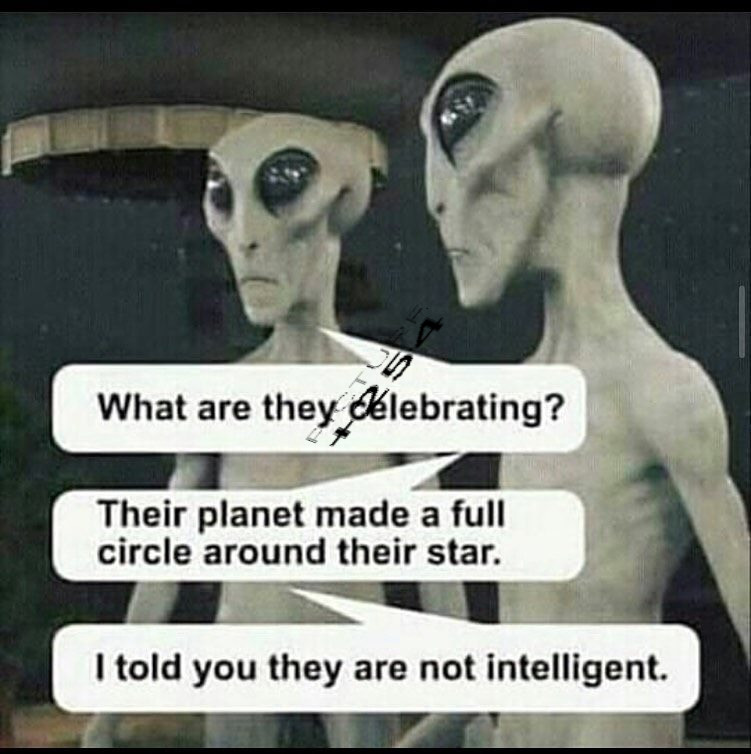 What are they celebrating?
Their planet made a full
circle around their star.
I told you they are not intelligent.